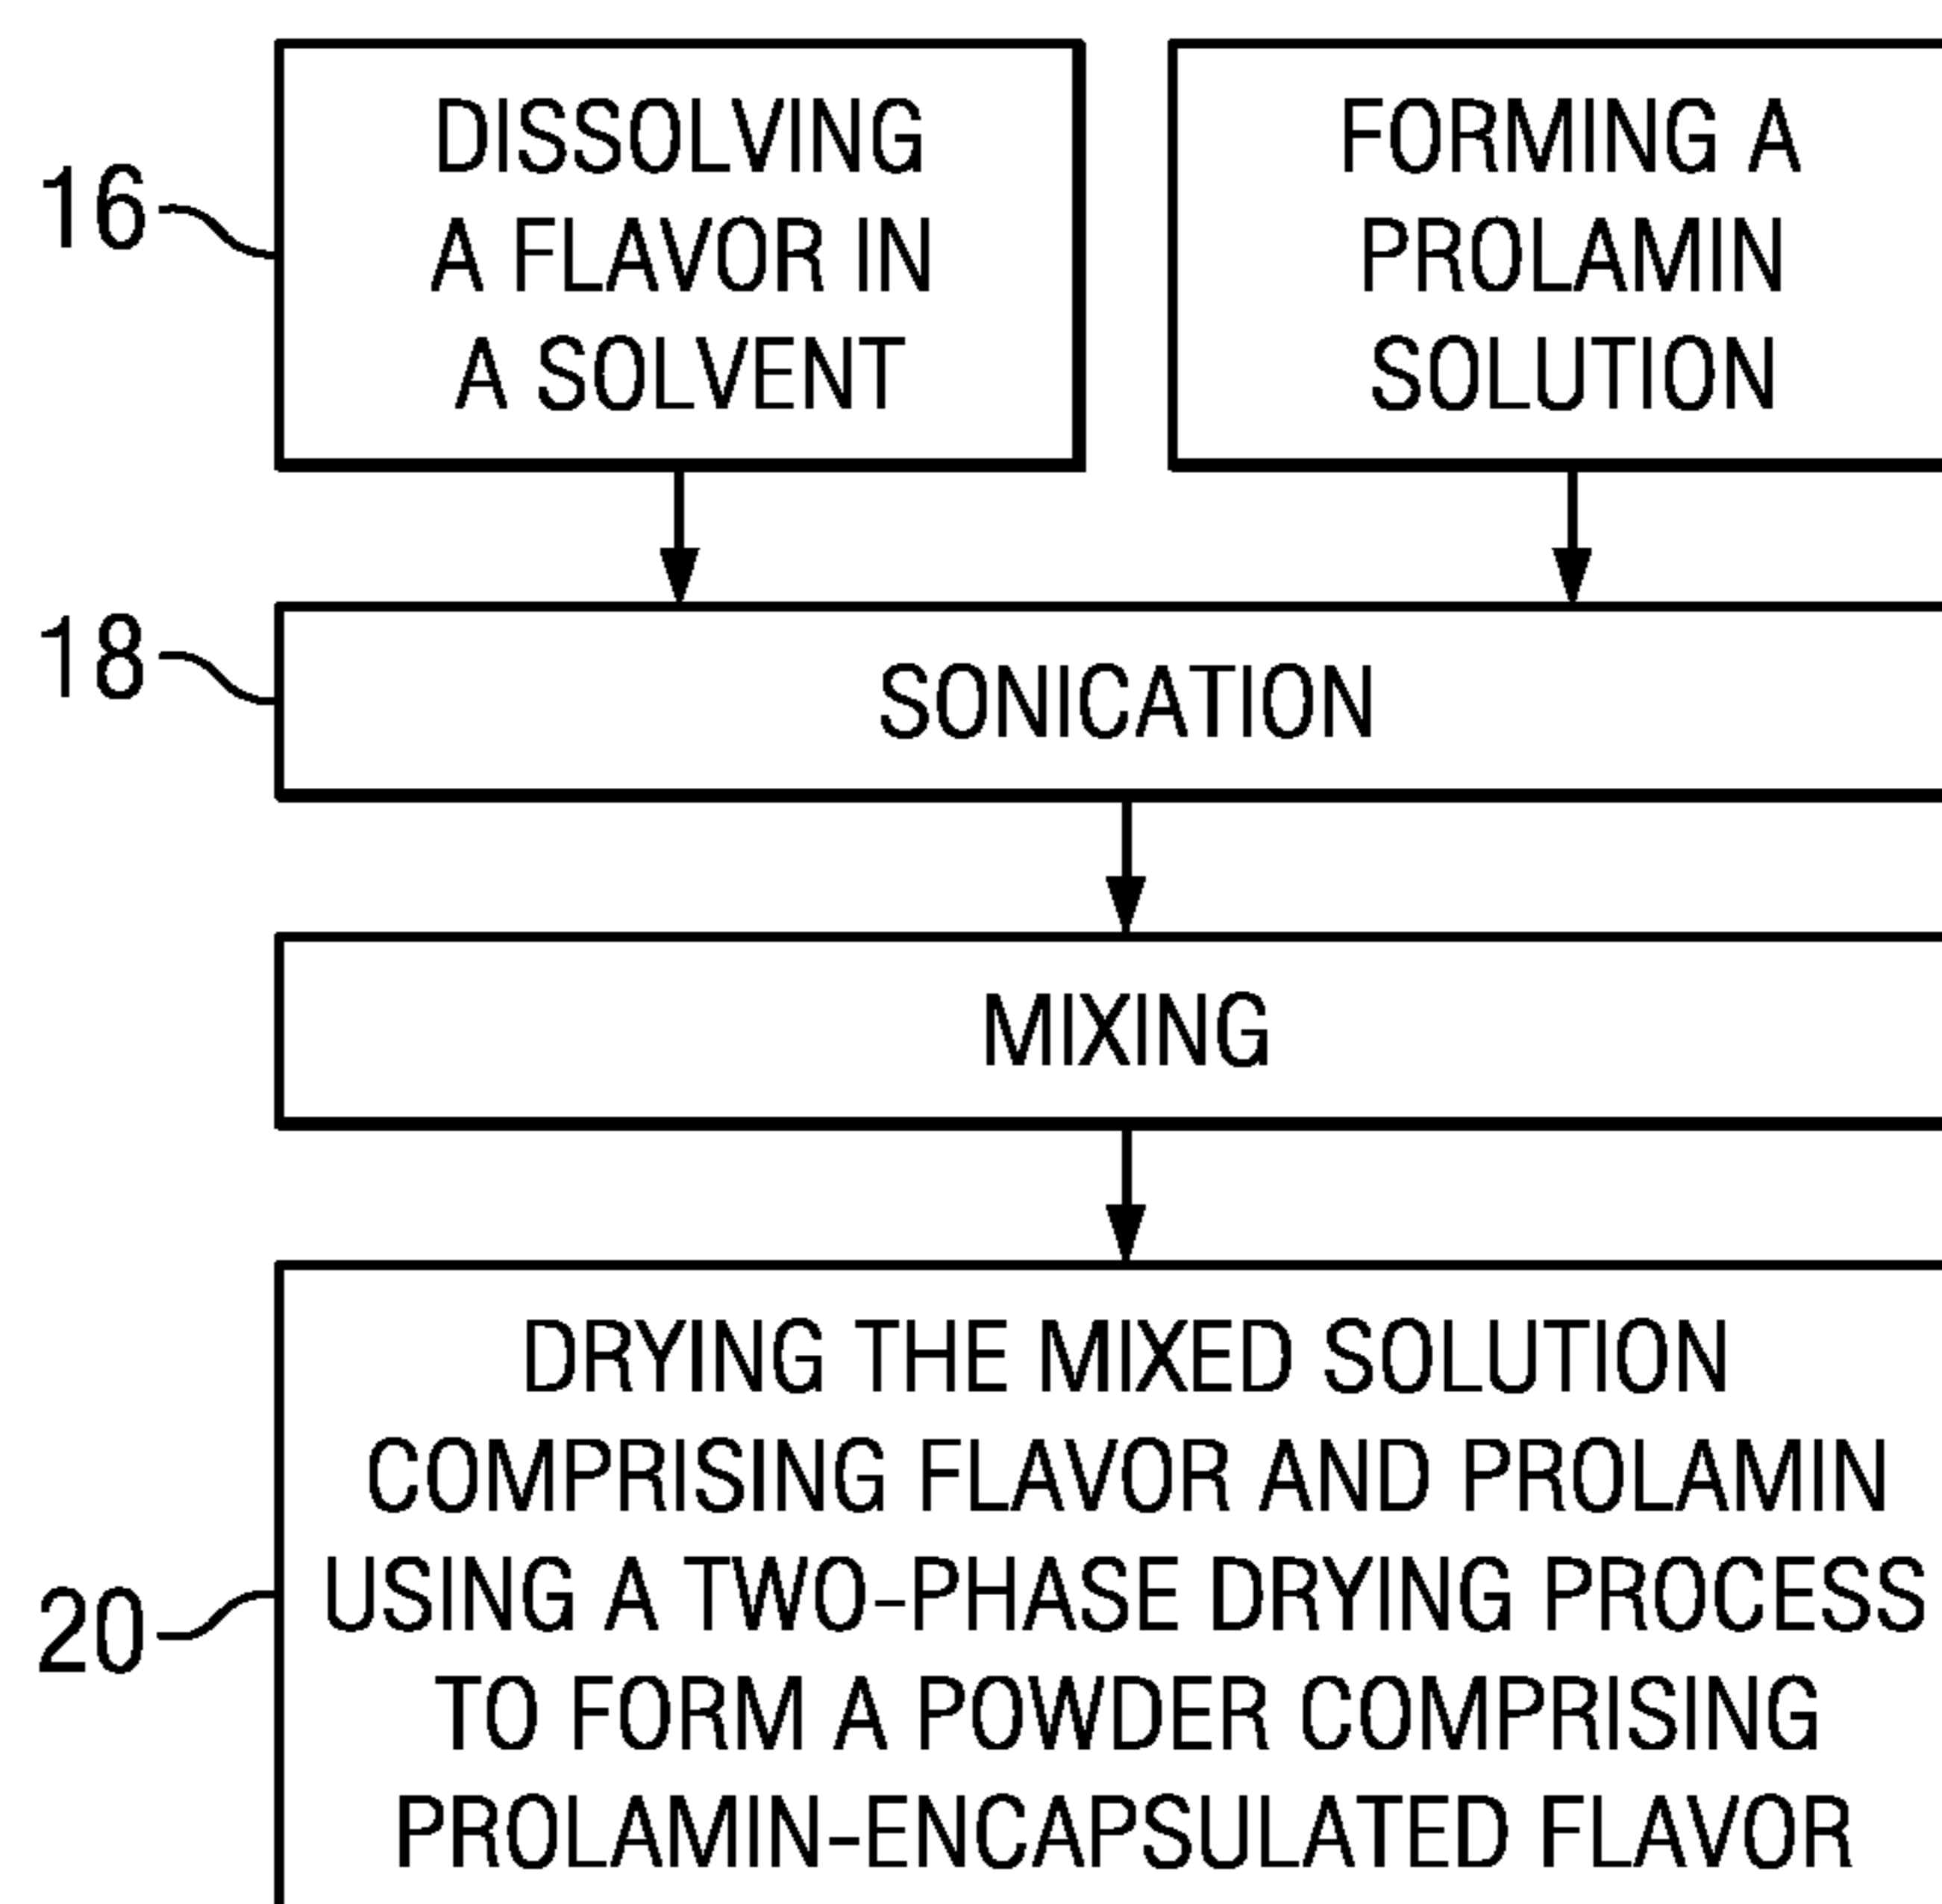 16
DISSOLVING
A FLAVOR IN
A SOLVENT
FORMING A
PROLAMIN
SOLUTION
18
SONICATION
MIXING
20
DRYING THE MIXED SOLUTION
COMPRISING FLAVOR AND PROLAMIN
USING A TWO-PHASE DRYING PROCESS
TO FORM A POWDER COMPRISING
PROLAMIN-ENCAPSULATED FLAVOR